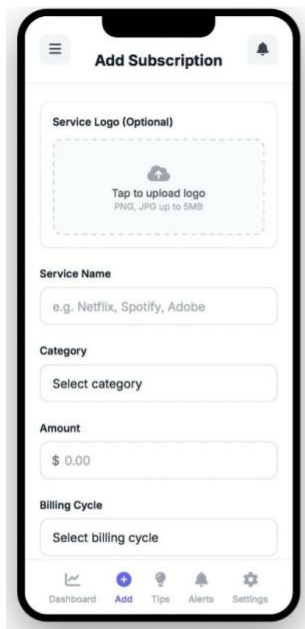 Add Subscription
Service Logo (Optional)
Tap to upload logo
PNG, JPG up to 5MB
Service Name
e.g. Netflix, Spotify, Adobe
Category
Select category
Amount
$ 0.00
Billing Cycle
Select billing cycle
Dashboard Add Tips Alerts Settings